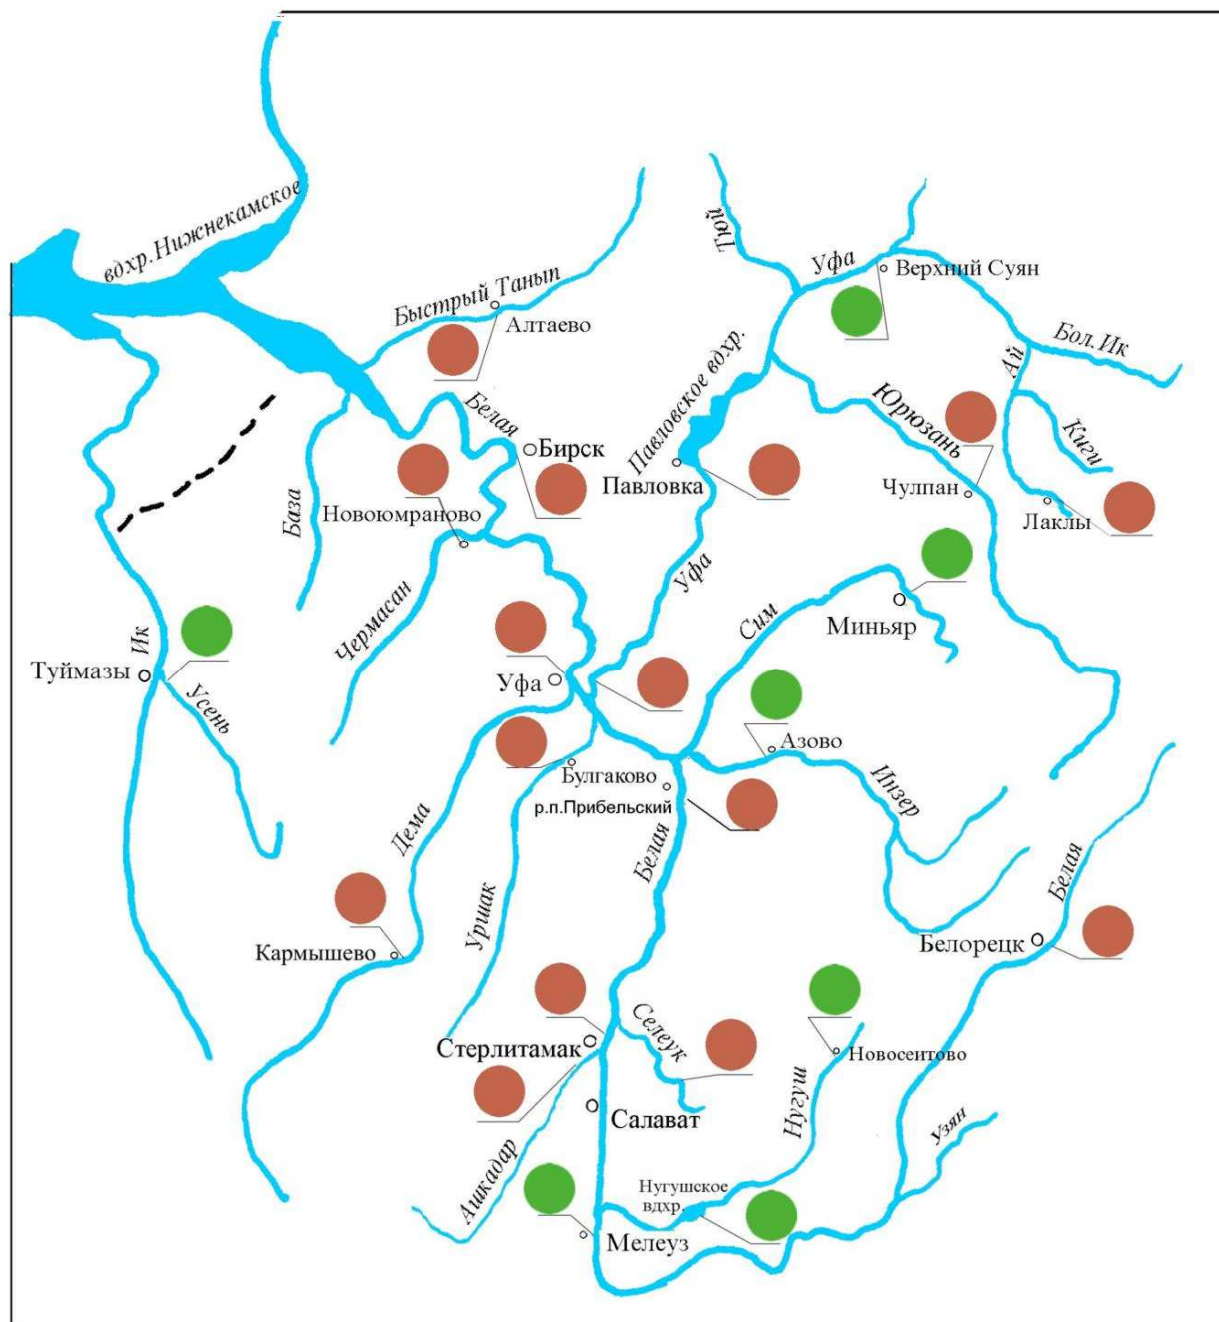 вдхр.Нижнекамское
Тюй
Уфа
Верхний Суян
Быстрый Танып
Алтаево
Бол.Ик
Ай
Павловское вдхр.
Юрюзань
Киги
Белая
Бирск
Павловка
Чулпан
Лаклы
База
Новоюмраново
Уфа
Чермасан
Сим
Миньяр
Ик
Туймазы
Усень
Уфа
Азово
Булгаково
р.п.Прибельский
Инзер
Дема
Белая
Белая
Уршак
Кармышево
Белорецк
Селеук
Стерлитамак
Новосеитово
Нугуш
Салават
Узян
Ашкадар
Нугушское
вдхр.
Мелеуз